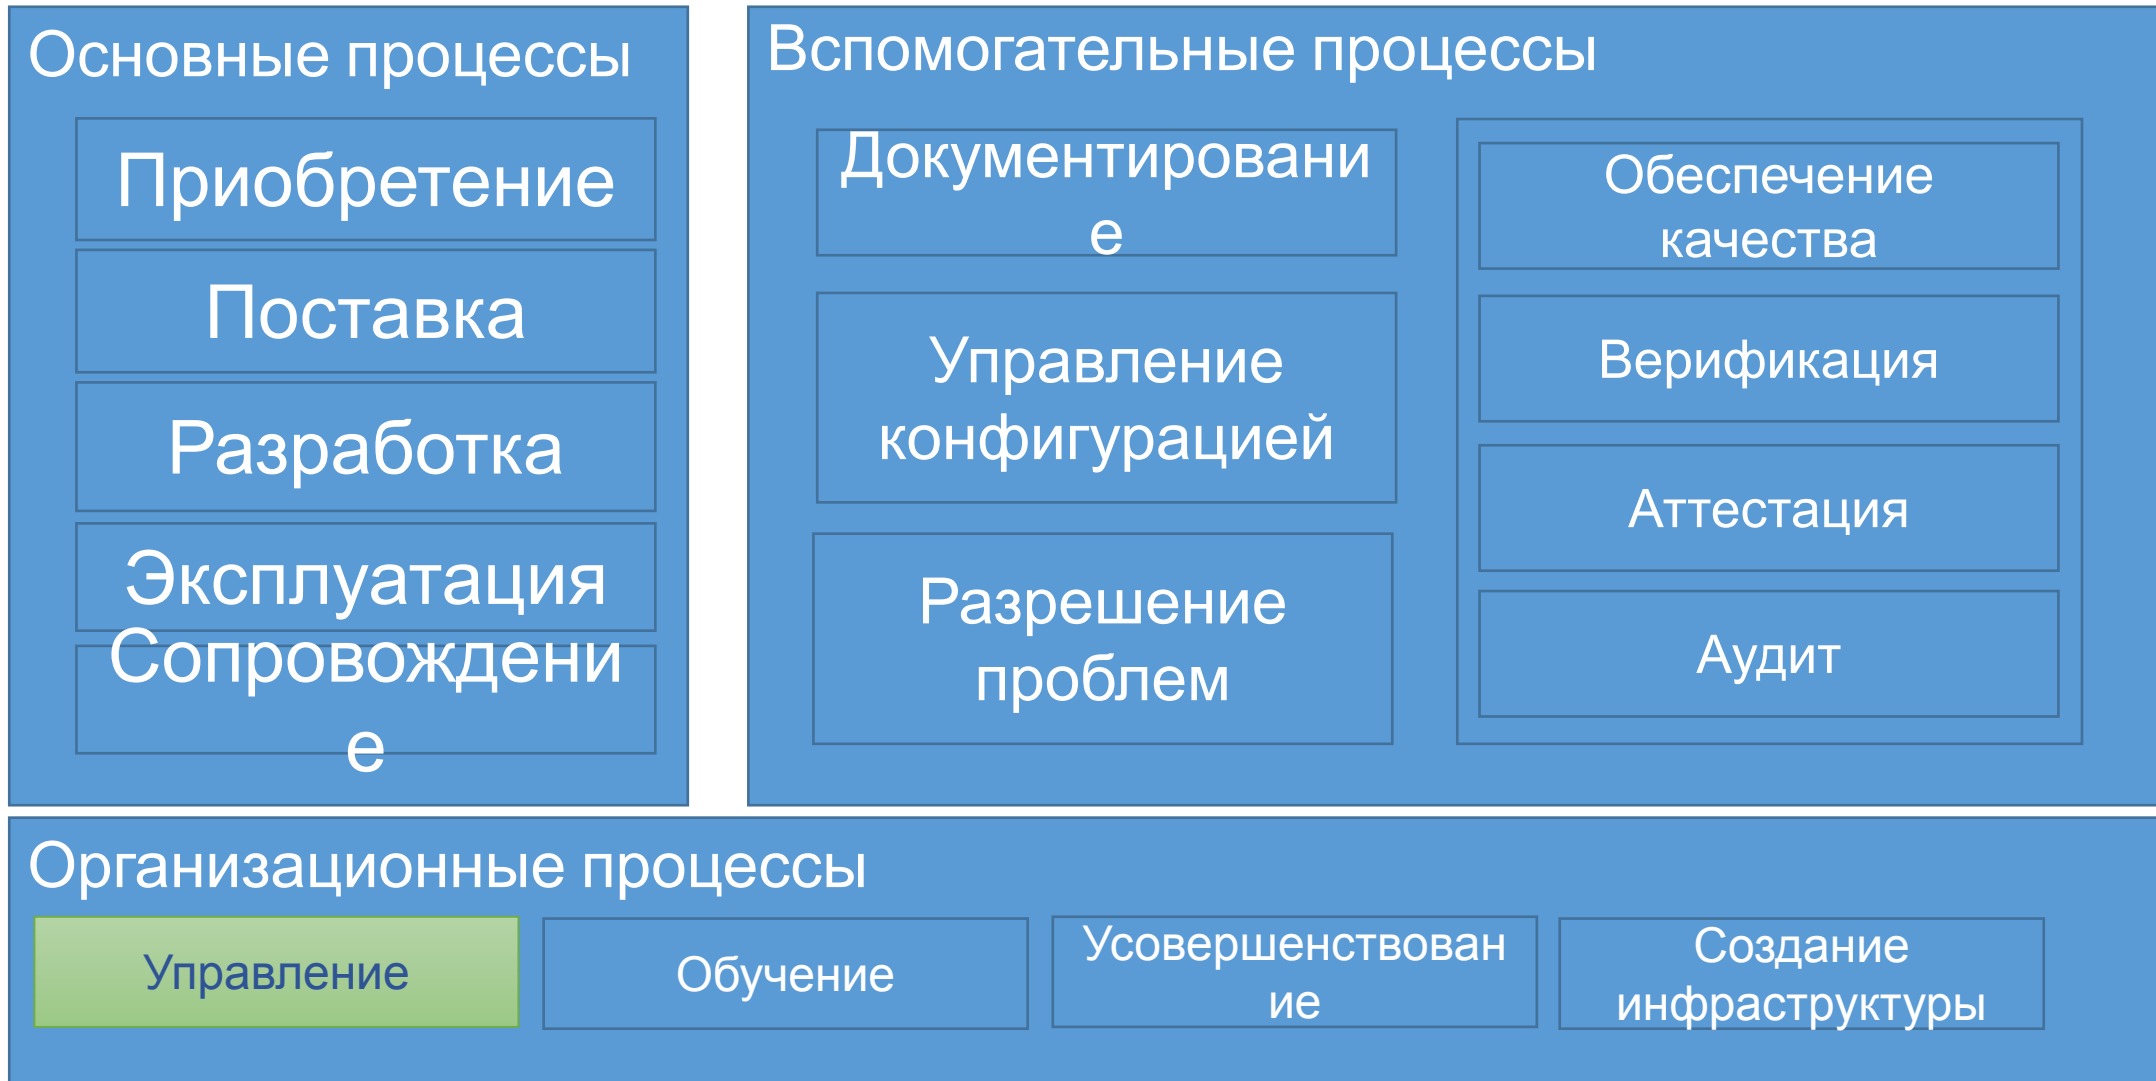 Основные процессы
Приобретение
Поставка
Разработка
Эксплуатация
Сопровождени
е
Вспомогательные процессы
Документировани
е
Управление
конфигурацией
Разрешение
проблем
Обеспечение
качества
Верификация
Аттестация
Аудит
Организационные процессы
Управление
Обучение
Усовершенствован
ие
Создание
инфраструктуры